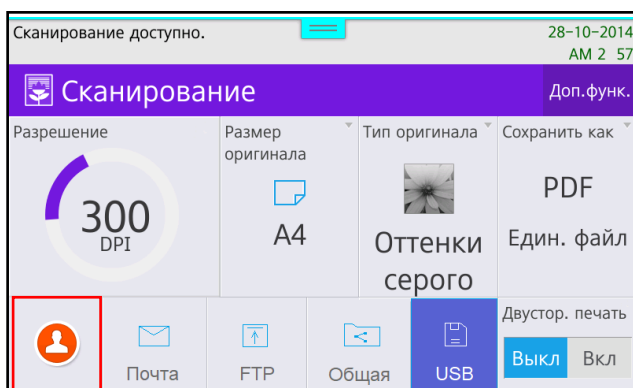 Сканирование доступно.
28-10-2014
AM 2 57
Сканирование
Доп.функ.
Разрешение
300
DPI
Размер
оригинала
A4
Тип оригинала
Оттенки
серого
Сохранить как
PDF
Един. файл
Почта
FTP
Общая
USB
Двустор. печать
Выкл
Вкл